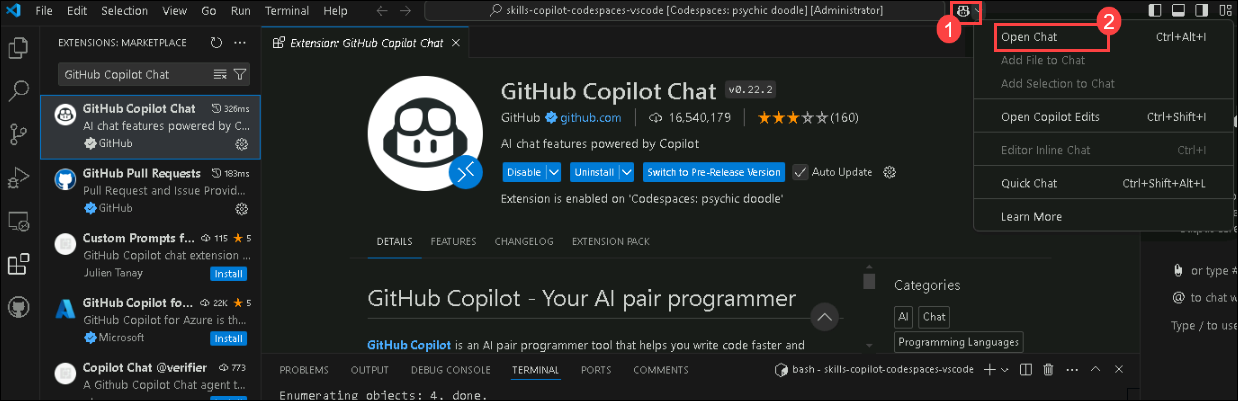 File Edit Selection View Go Run Terminal Help
skills-copilot-codespaces-vscode [Codespaces: psychic doodle] [Administrator]
1
2
Open Chat Ctrl+Alt+I
Add File to Chat
Add Selection to Chat
Open Copilot Edits Ctrl+Shift+I
Editor Inline Chat Ctrl+I
Quick Chat Ctrl+Shift+Alt+L
Learn More
EXTENSIONS: MARKETPLACE
GitHub Copilot Chat
GitHub Copilot Chat 326ms
AI chat features powered by C...
GitHub
GitHub Pull Requests 183ms
Pull Request and Issue Provid...
GitHub
Custom Prompts f... 115 5
GitHub Copilot chat extension ...
Julien Tanay Install
GitHub Copilot fo... 22K 5
GitHub Copilot for Azure is th...
Microsoft Install
Copilot Chat @verifier 773
A Github Copilot Chat agent t...
Extension: GitHub Copilot Chat
GitHub Copilot Chat v0.22.2
GitHub github.com 16,540,179 (160)
AI chat features powered by Copilot
Disable Uninstall Switch to Pre-Release Version Auto Update
Extension is enabled on 'Codespaces: psychic doodle'
DETAILS FEATURES CHANGELOG EXTENSION PACK
GitHub Copilot - Your AI pair programmer
GitHub Copilot is an AI pair programmer tool that helps you write code faster and
Categories
AI Chat
Programming Languages
or type #
@ to chat w
Type / to use
PROBLEMS OUTPUT DEBUG CONSOLE TERMINAL PORTS COMMENTS
bash - skills-copilot-codespaces-vscode
Enumerating objects: 4, done.